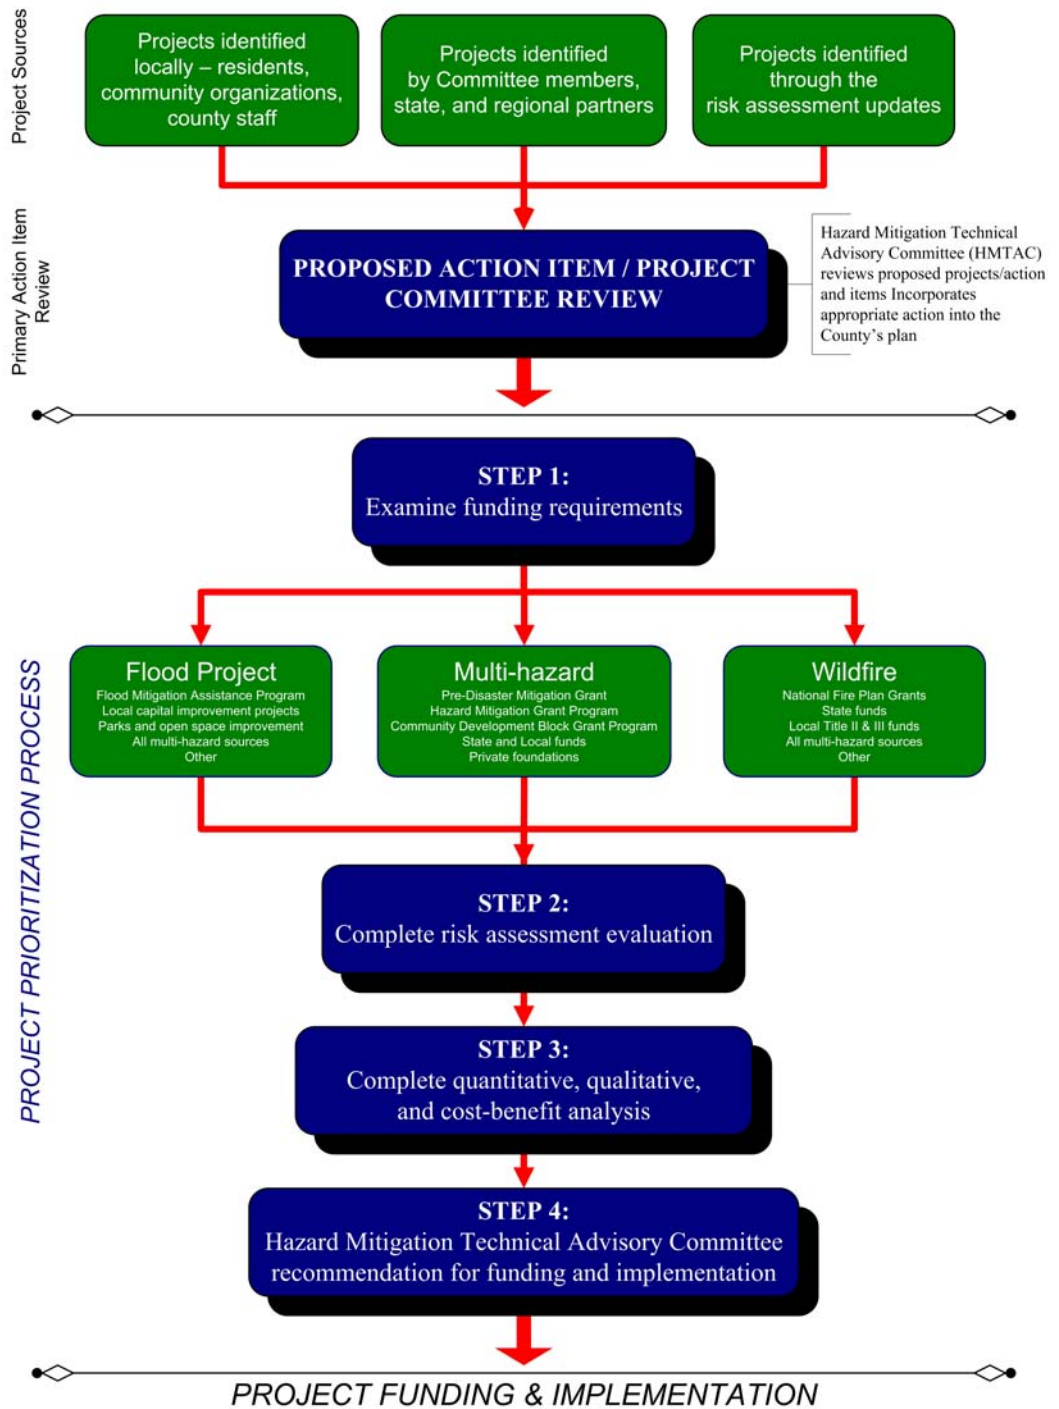 Project Sources
Projects identified
locally – residents,
community organizations,
county staff
Projects identified
by Committee members,
state, and regional partners
Projects identified
through the
risk assessment updates
Primary Action Item
Review
PROPOSED ACTION ITEM / PROJECT
COMMITTEE REVIEW
Hazard Mitigation Technical
Advisory Committee (HMTAC)
reviews proposed projects/action
and items Incorporates
appropriate action into the
County's plan
PROJECT PRIORITIZATION PROCESS
STEP 1:
Examine funding requirements
Flood Project
Flood Mitigation Assistance Program
Local capital improvement projects
Parks and open space improvement
All multi-hazard sources
Other
Multi-hazard
Pre-Disaster Mitigation Grant
Hazard Mitigation Grant Program
Community Development Block Grant Program
State and Local funds
Private foundations
Wildfire
National Fire Plan Grants
State funds
Local Title II & III funds
All multi-hazard sources
Other
STEP 2:
Complete risk assessment evaluation
STEP 3:
Complete quantitative, qualitative,
and cost-benefit analysis
STEP 4:
Hazard Mitigation Technical Advisory Committee
recommendation for funding and implementation
PROJECT FUNDING & IMPLEMENTATION